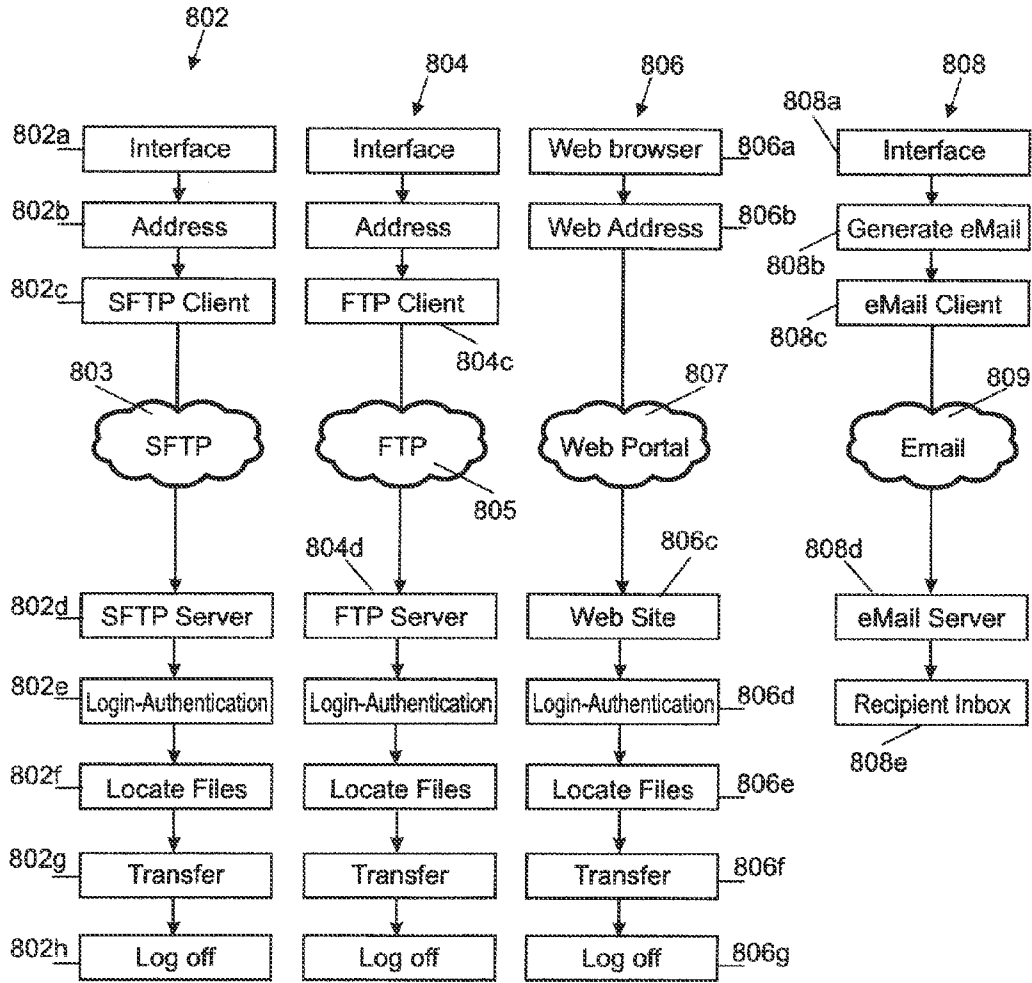 802
804
806
808
802a
Interface
Interface
Web browser
806a
808a
Interface
802b
Address
Address
Web Address
806b
Generate eMail
808b
802c
SFTP Client
FTP Client
804c
eMail Client
808c
803
SFTP
FTP
805
807
Web Portal
809
Email
802d
SFTP Server
804d
FTP Server
806c
Web Site
808d
eMail Server
802e
Login-Authentication
Login-Authentication
Login-Authentication
806d
Recipient Inbox
808e
802f
Locate Files
Locate Files
Locate Files
806e
802g
Transfer
Transfer
Transfer
806f
802h
Log off
Log off
Log off
806g